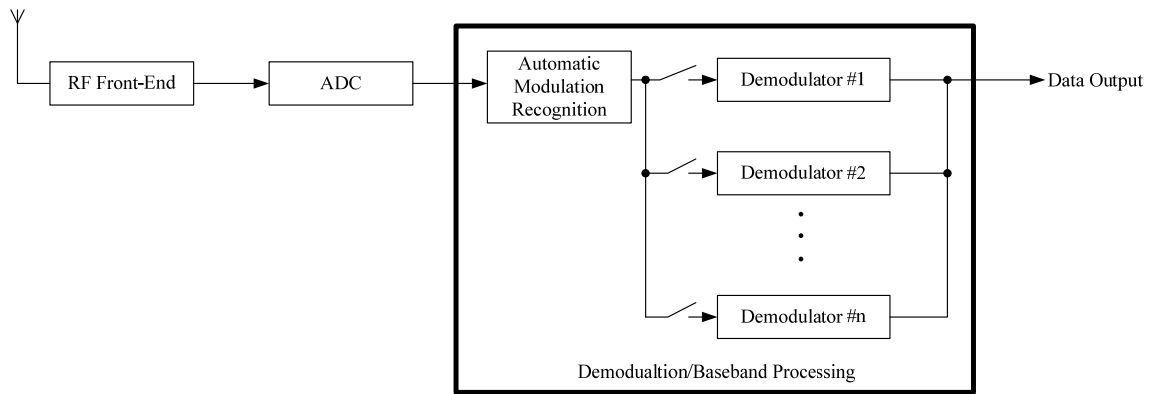 RF Front-End
ADC
Automatic
Modulation
Recognition
Demodulator #1
Data Output
Demodulator #2
Demodulator #n
Demodualtion/Baseband Processing